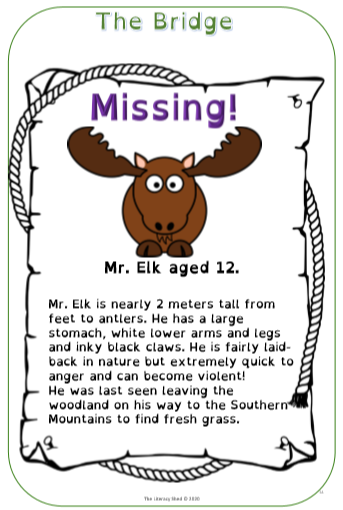 The Bridge
Missing!
Mr. Elk aged 12.
Mr. Elk is nearly 2 meters tall from
feet to antlers. He has a large
stomach, white lower arms and legs
and inky black claws. He is fairly laid-
back in nature but extremely quick to
anger and can become violent!
He was last seen leaving the
woodland on his way to the Southern
Mountains to find fresh grass.
The Literacy Shed © 2020